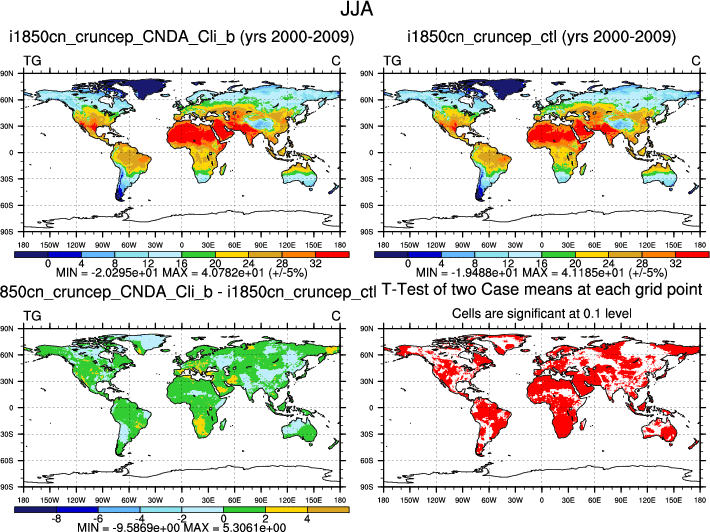 JJA
i1850cn_cruncep_CNDA_Cli_b (yrs 2000-2009)
i1850cn_cruncep_ctl (yrs 2000-2009)
TG C
TG C
90N 60N 30N 0 30S 60S 90S
180 150W 120W 90W 60W 30W 0 30E 60E 90E 120E 150E 180
90N 60N 30N 0 30S 60S 90S
180 150W 120W 90W 60W 30W 0 30E 60E 90E 120E 150E 180
0 4 8 12 16 20 24 28 32
MIN = -2.0295e+01 MAX = 4.0782e+01 (+/-5%)
0 4 8 12 16 20 24 28 32
MIN = -1.9488e+01 MAX = 4.1185e+01 (+/-5%)
850cn_cruncep_CNDA_Cli_b - i1850cn_cruncep_ctl
T-Test of two Case means at each grid point
TG C
Cells are significant at 0.1 level
90N 60N 30N 0 30S 60S 90S
180 150W 120W 90W 60W 30W 0 30E 60E 90E 120E 150E 180
90N 60N 30N 0 30S 60S 90S
180 150W 120W 90W 60W 30W 0 30E 60E 90E 120E 150E 180
-8 -6 -4 -2 0 2 4
MIN = -9.5869e+00 MAX = 5.3061e+00